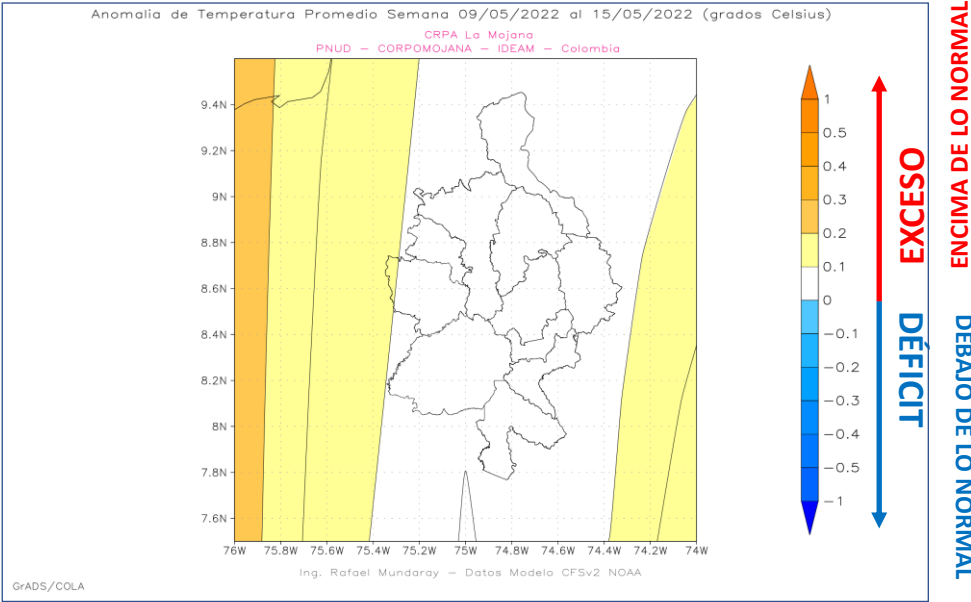 Anomalia de Temperatura Promedio Semana 09/05/2022 al 15/05/2022 (grados Celsius)
CRPA La Mojana
PNUD – CORPOMOJANA – IDEAM – Colombia
9.4N
9.2N
9N
8.8N
8.6N
8.4N
8.2N
8N
7.8N
7.6N
76W 75.8W 75.6W 75.4W 75.2W 75W 74.8W 74.6W 74.4W 74.2W 74W
1
0.5
0.4
0.3
0.2
0.1
0
−0.1
−0.2
−0.3
−0.4
−0.5
−1
EXCESO
DÉFICIT
ENCIMA DE LO NORMAL
DEBAJO DE LO NORMAL
Ing. Rafael Mundaray – Datos Modelo CFSv2 NOAA
GrADS/COLA